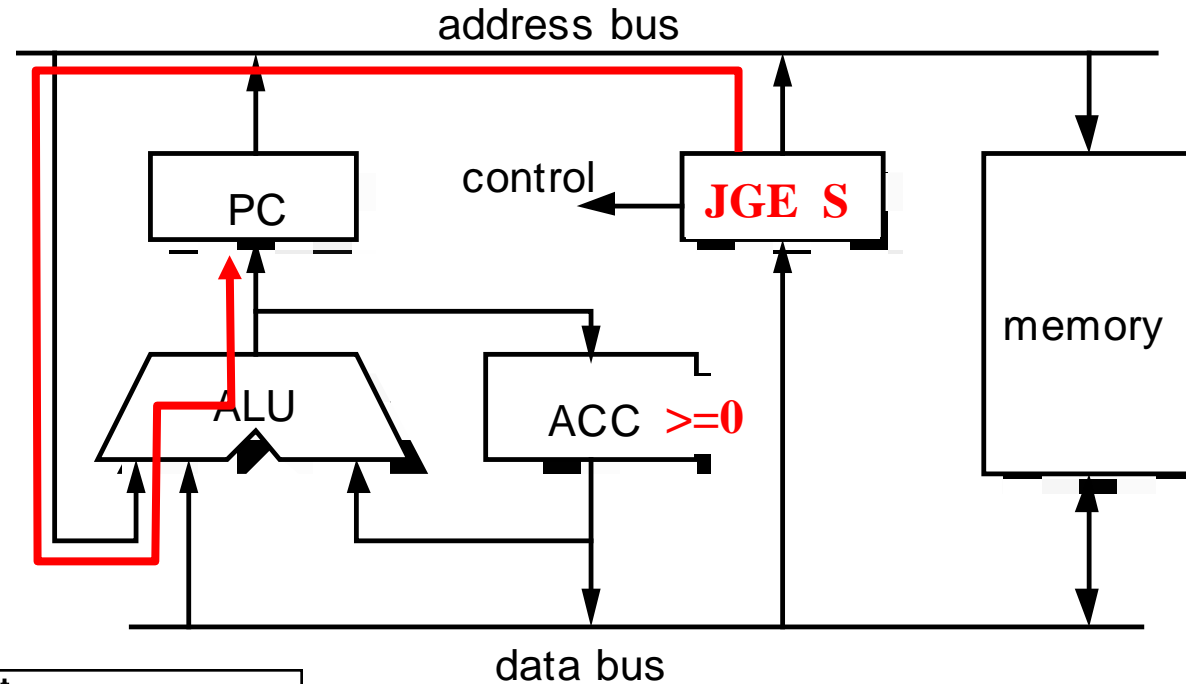 address bus
control
PC
JGE S
memory
ALU
ACC >=0
data bus